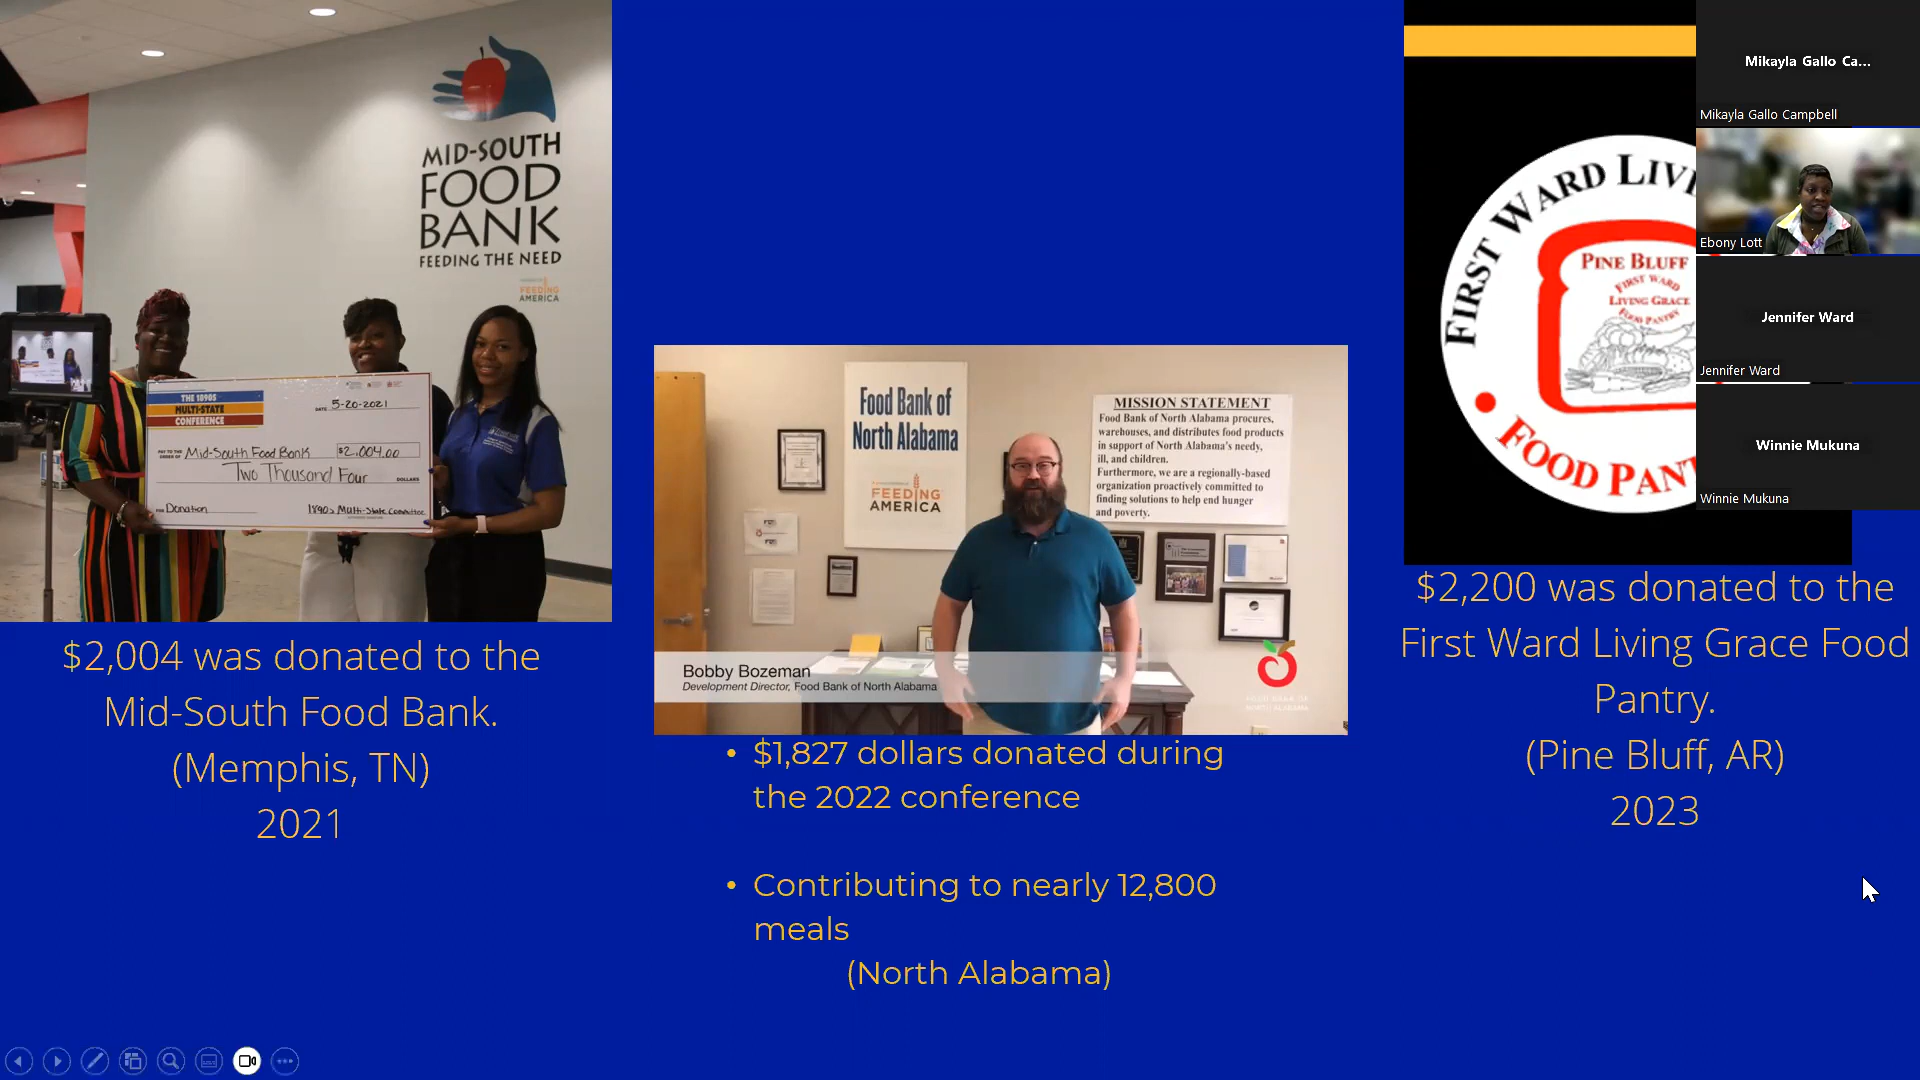 MID-SOUTH
FOOD
BANK
FEEDING THE NEED
FEEDING
AMERICA
THE 1890S
MULTI-STATE
CONFERENCE
DATE 5-20-2021
PAY TO THE
ORDER OF Mid-South Food Bank $2,004.00
Two Thousand Four DOLLARS
FOR Donation 1890s Multi-State Committee
$2,004 was donated to the
Mid-South Food Bank.
(Memphis, TN)
2021
Food Bank of
North Alabama
FEEDING
AMERICA
MISSION STATEMENT
Food Bank of North Alabama procures,
warehouses, and distributes food products
in support of North Alabama's needy,
ill, and children.
Furthermore, we are a regionally-based
organization proactively committed to
finding solutions to help end hunger
and poverty.
Bobby Bozeman
Development Director, Food Bank of North Alabama
FOOD BANK OF
NORTH ALABAMA
• $1,827 dollars donated during
the 2022 conference
• Contributing to nearly 12,800
meals
(North Alabama)
FIRST WARD LIVI
PINE BLUFF
FIRST WARD
LIVING GRACE
FOOD PANTRY
FOOD PANT
$2,200 was donated to the
First Ward Living Grace Food
Pantry.
(Pine Bluff, AR)
2023
Mikayla Gallo Ca...
Mikayla Gallo Campbell
Ebony Lott
Jennifer Ward
Jennifer Ward
Winnie Mukuna
Winnie Mukuna